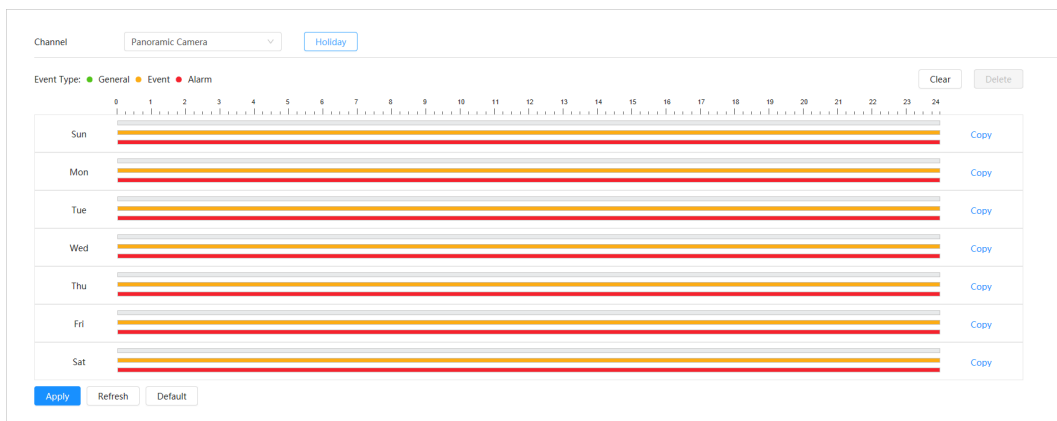 Channel Panoramic Camera Holiday
Event Type: General Event Alarm Clear Delete
0 1 2 3 4 5 6 7 8 9 10 11 12 13 14 15 16 17 18 19 20 21 22 23 24
Sun Copy
Mon Copy
Tue Copy
Wed Copy
Thu Copy
Fri Copy
Sat Copy
Apply Refresh Default